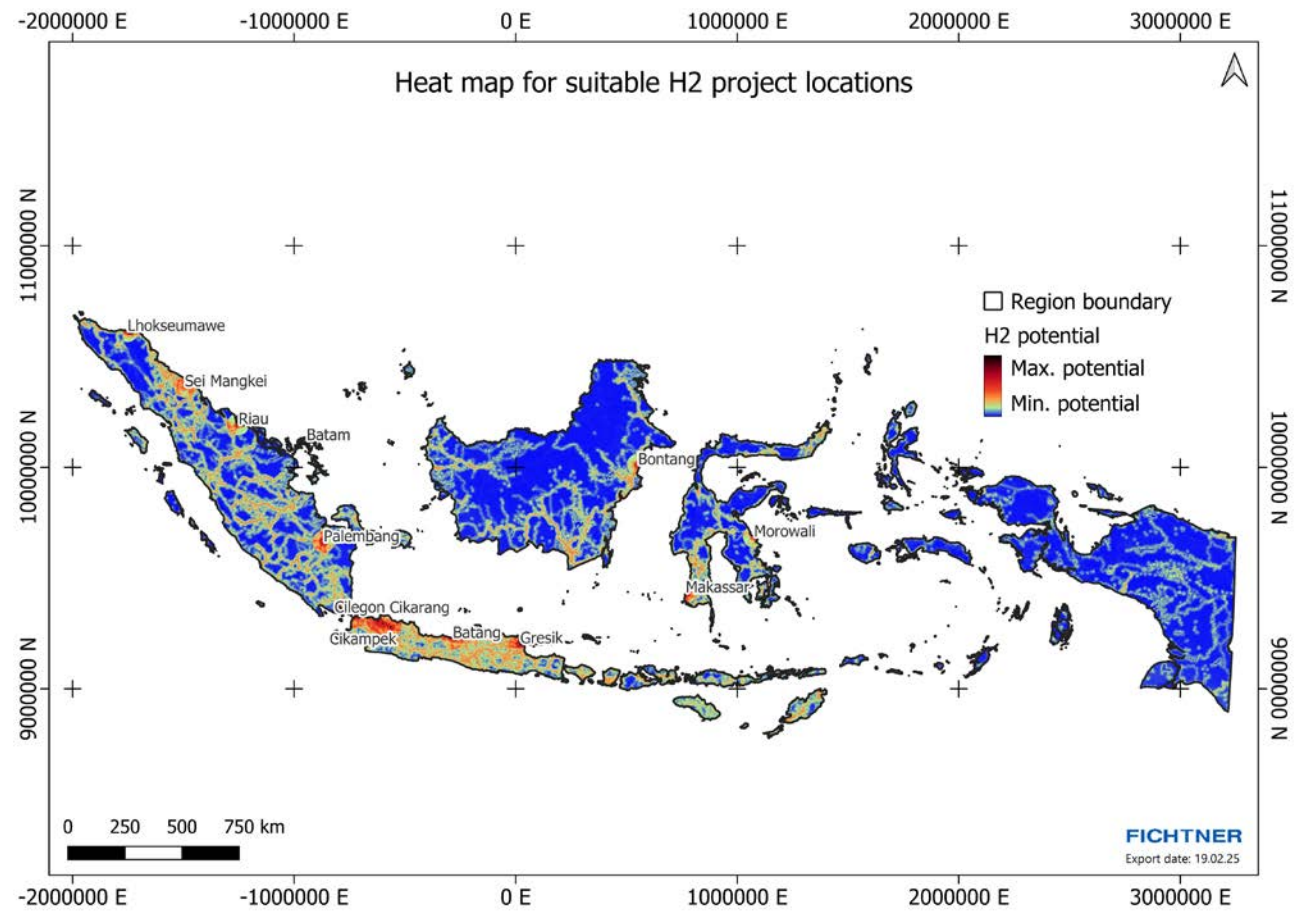 -2000000 E
-1000000 E
0 E
1000000 E
2000000 E
3000000 E
Heat map for suitable H2 project locations
11000000 N
11000000 N
Region boundary
H2 potential
Max. potential
Min. potential
Lhokseumawe
Sei Mangkei
Riau
Batam
10000000 N
Bontang
10000000 N
Palembang
Morowali
Makassar
Cilegon Cikarang
Cikampek
Batang
Gresik
9000000 N
9000000 N
0 250 500 750 km
FICHTNER
Export date: 19.02.25
-2000000 E
-1000000 E
0 E
1000000 E
2000000 E
3000000 E